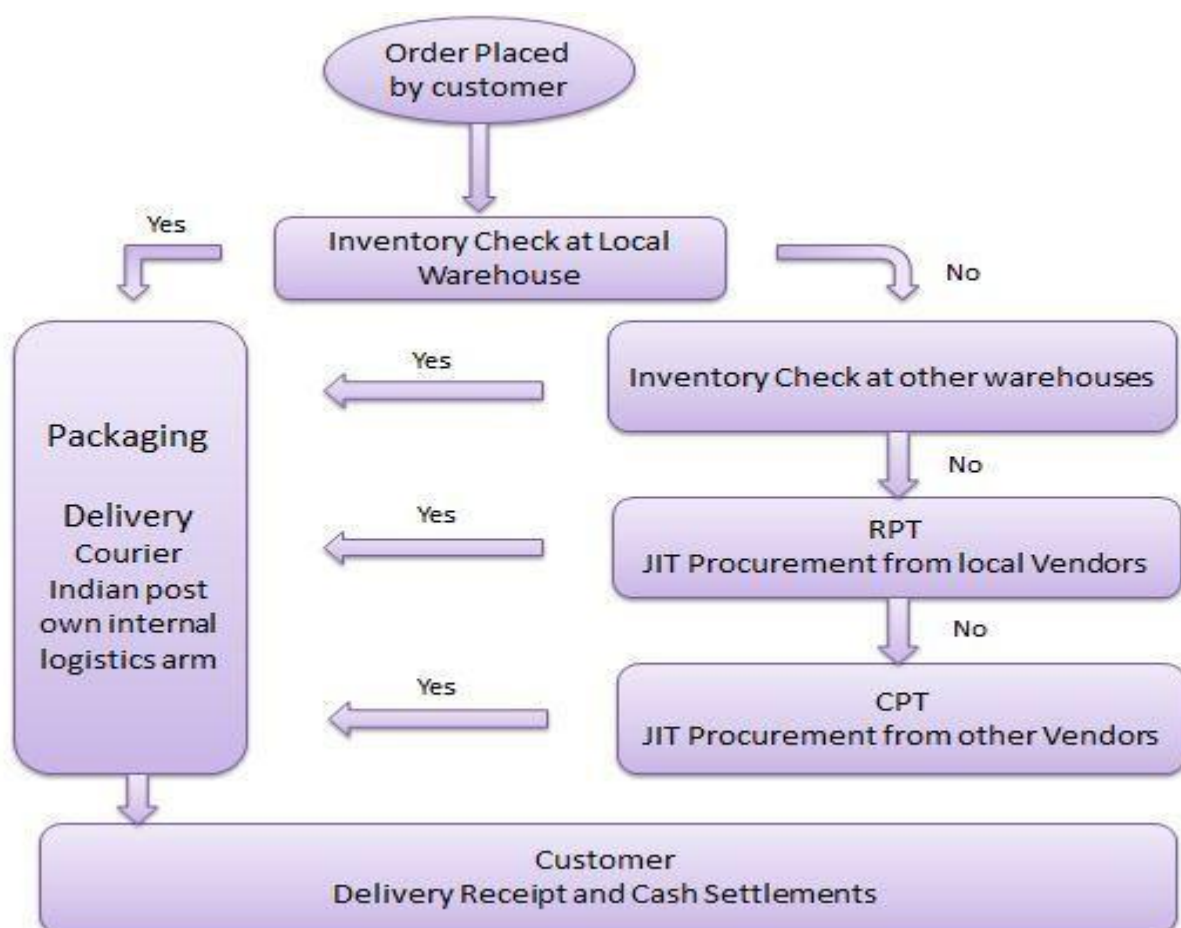 Order Placed
by customer
Yes
Inventory Check at Local
Warehouse
No
Yes
Inventory Check at other warehouses
Packaging
No
Delivery
Courier
Indian post
own internal
logistics arm
Yes
RPT
JIT Procurement from local Vendors
No
Yes
CPT
JIT Procurement from other Vendors
Customer
Delivery Receipt and Cash Settlements